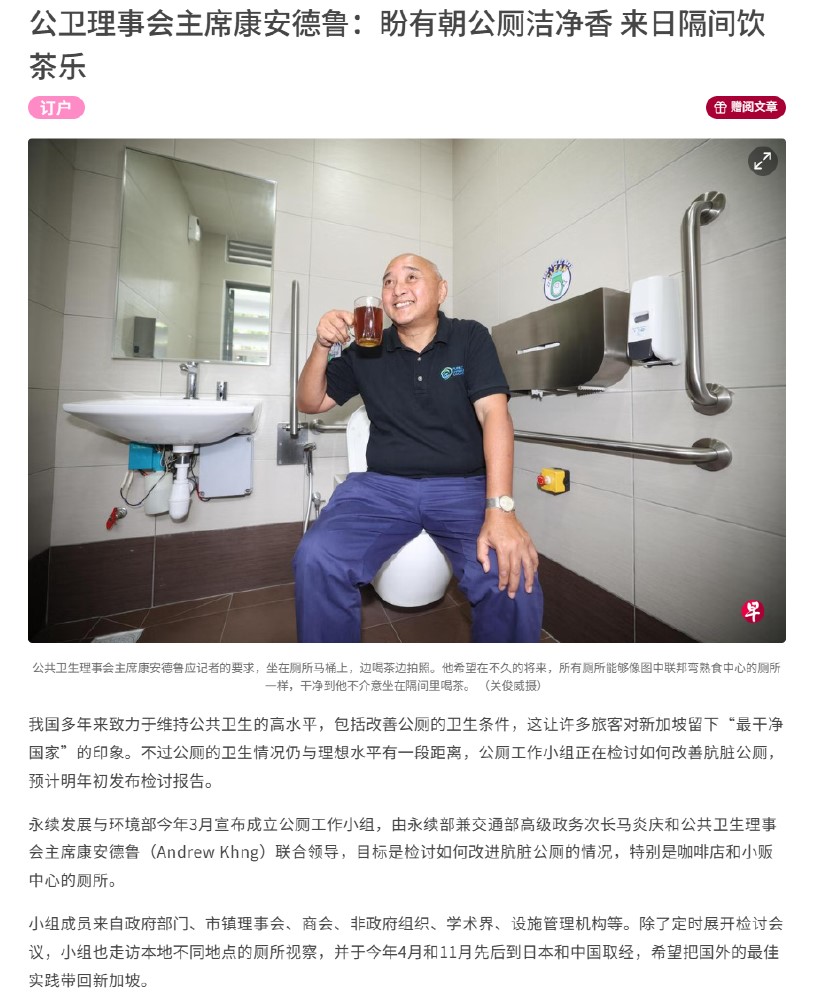 公卫理事会主席康安德鲁：盼有朝公厕洁净香 来日隔间饮
茶乐
订户
赠阅文章
早
公共卫生理事会主席康安德鲁应记者的要求，坐在厕所马桶上，边喝茶边拍照。他希望在不久的将来，所有厕所能够像图中联邦弯熟食中心的厕所
一样，干净到他不介意坐在隔间里喝茶。（关俊威摄）
我国多年来致力于维持公共卫生的高水平，包括改善公厕的卫生条件，这让许多旅客对新加坡留下“最干净
国家”的印象。不过公厕的卫生情况仍与理想水平有一段距离，公厕工作小组正在检讨如何改善肮脏公厕，
预计明年初发布检讨报告。
永续发展与环境部今年3月宣布成立公厕工作小组，由永续部兼交通部高级政务次长马炎庆和公共卫生理事
会主席康安德鲁（Andrew Khng）联合领导，目标是检讨如何改进肮脏公厕的情况，特别是咖啡店和小贩
中心的厕所。
小组成员来自政府部门、市镇理事会、商会、非政府组织、学术界、设施管理机构等。除了定时展开检讨会
议，小组也走访本地不同地点的厕所视察，并于今年4月和11月先后到日本和中国取经，希望把国外的最佳
实践带回新加坡。